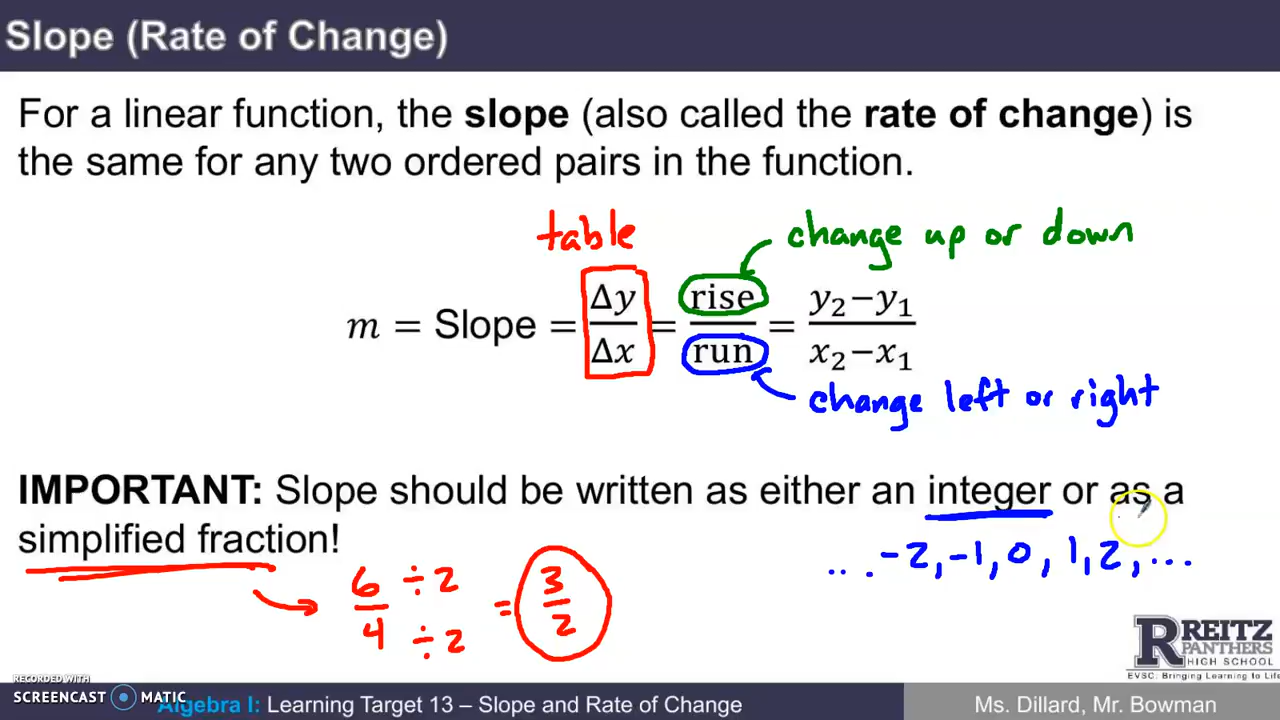 Slope (Rate of Change)
For a linear function, the slope (also called the rate of change) is
the same for any two ordered pairs in the function.
table
change up or down
m = Slope = Δy/Δx = rise/run = y₂−y₁/x₂−x₁
change left or right
IMPORTANT: Slope should be written as either an integer or as a
simplified fraction!
... -2, -1, 0, 1, 2, ...
6 ÷2
4 ÷2
= 3/2
RREITZ
PANTHERS
HIGH SCHOOL
EVSC: Bringing Learning to Life
RECORDED WITH
SCREENCAST MATIC
Algebra I: Learning Target 13 – Slope and Rate of Change
Ms. Dillard, Mr. Bowman